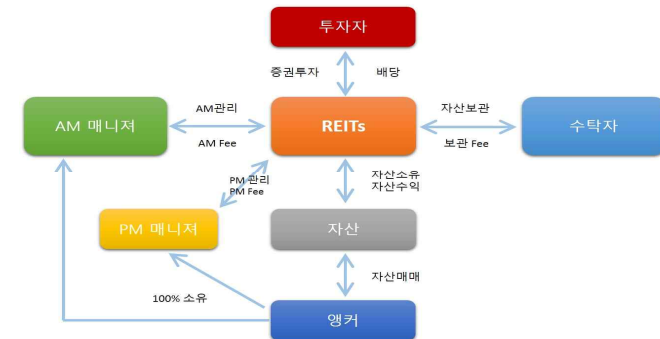 투자자
증권투자
배당
AM관리
자산보관
AM 매니저
REITs
수탁자
AM Fee
보관 Fee
PM 관리
PM Fee
자산소유
자산수익
PM 매니져
자산
자산매매
100% 소유
앵커